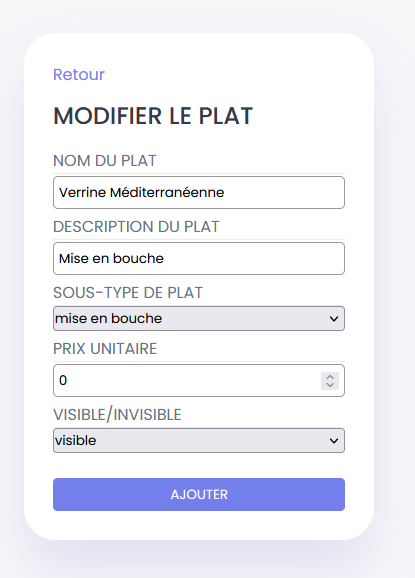 Retour
MODIFIER LE PLAT
NOM DU PLAT
Verrine Méditerranéenne
DESCRIPTION DU PLAT
Mise en bouche
SOUS-TYPE DE PLAT
mise en bouche
PRIX UNITAIRE
0
VISIBLE/INVISIBLE
visible
AJOUTER